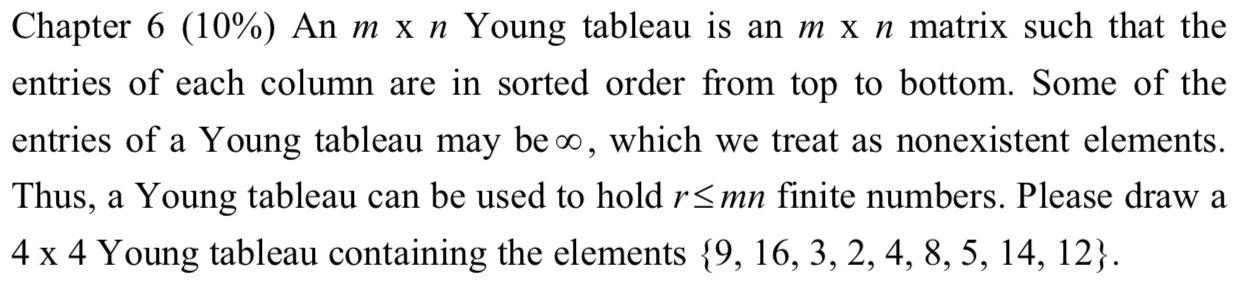 Chapter 6 (10%) An m x n Young tableau is an m x n matrix such that the
entries of each column are in sorted order from top to bottom. Some of the
entries of a Young tableau may be ∞, which we treat as nonexistent elements.
Thus, a Young tableau can be used to hold r≤mn finite numbers. Please draw a
4 x 4 Young tableau containing the elements {9, 16, 3, 2, 4, 8, 5, 14, 12}.